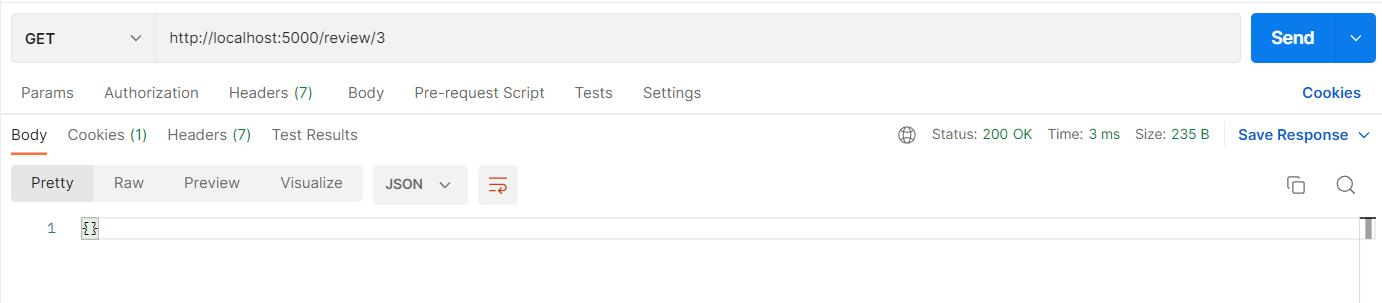 GET http://localhost:5000/review/3 Send
Params Authorization Headers (7) Body Pre-request Script Tests Settings Cookies
Body Cookies (1) Headers (7) Test Results Status: 200 OK Time: 3 ms Size: 235 B Save Response
Pretty Raw Preview Visualize JSON
1 {}